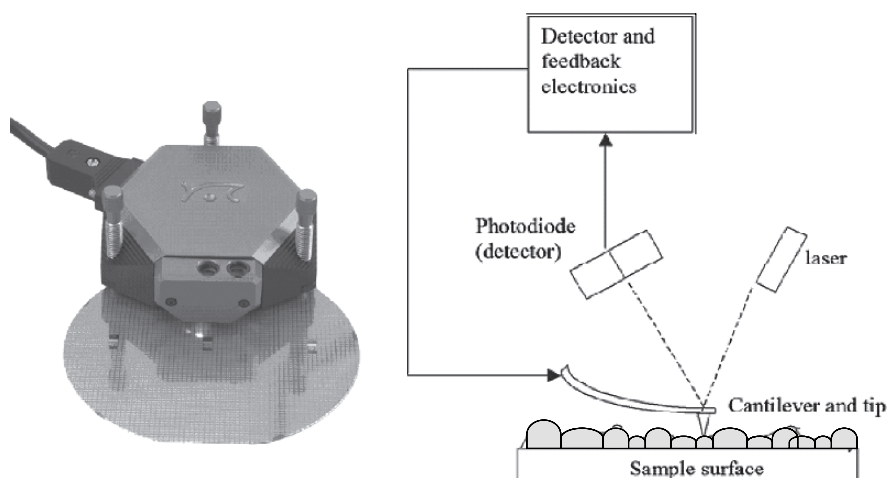 Detector and
feedback
electronics
Photodiode
(detector)
laser
Cantilever and tip
Sample surface